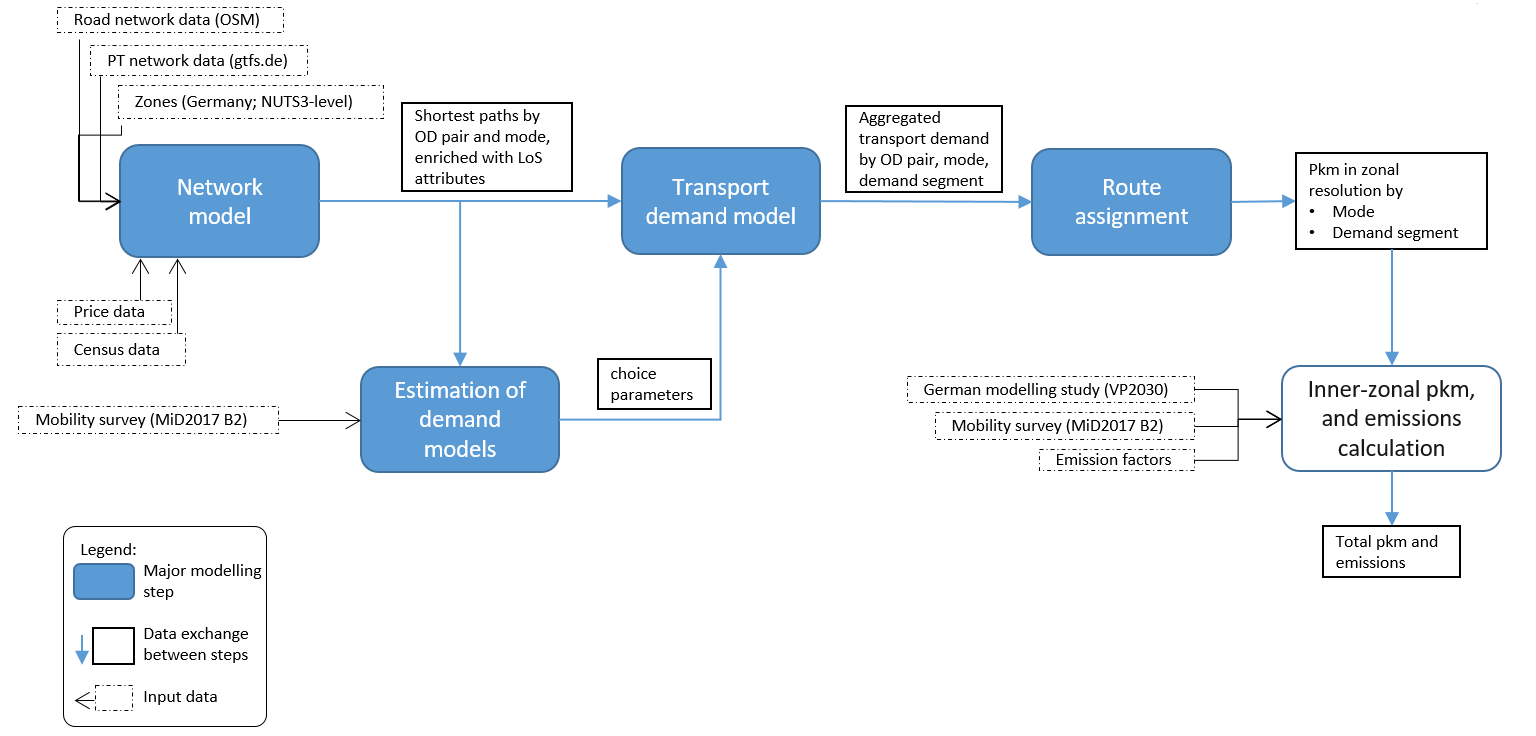 Road network data (OSM)
PT network data (gtfs.de)
Zones (Germany; NUTS3-level)
Network
model
Price data
Census data
Shortest paths by
OD pair and mode,
enriched with LoS
attributes
Transport
demand model
Aggregated
transport demand
by OD pair, mode,
demand segment
Route
assignment
Pkm in zonal
resolution by
• Mode
• Demand segment
Mobility survey (MiD2017 B2)
Estimation of
demand
models
choice
parameters
German modelling study (VP2030)
Mobility survey (MiD2017 B2)
Emission factors
Inner-zonal pkm,
and emissions
calculation
Total pkm and
emissions
Legend:
Major modelling
step
Data exchange
between steps
Input data